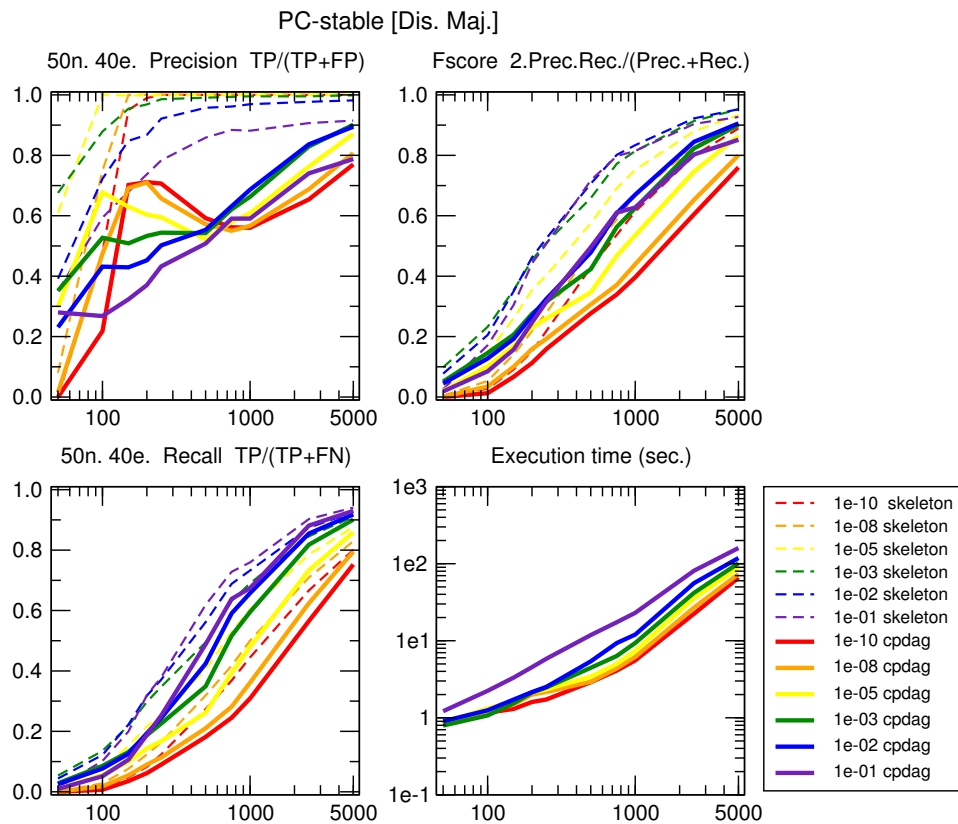 PC-stable [Dis. Maj.]
50n. 40e. Precision TP/(TP+FP)
Fscore 2.Prec.Rec./(Prec.+Rec.)
1.0
0.8
0.6
0.4
0.2
0.0
100
1000
5000
1.0
0.8
0.6
0.4
0.2
0.0
100
1000
5000
50n. 40e. Recall TP/(TP+FN)
Execution time (sec.)
1.0
0.8
0.6
0.4
0.2
0.0
100
1000
5000
1e3
1e+2
1e+1
1
1e-1
100
1000
5000
1e-10 skeleton
1e-08 skeleton
1e-05 skeleton
1e-03 skeleton
1e-02 skeleton
1e-01 skeleton
1e-10 cpdag
1e-08 cpdag
1e-05 cpdag
1e-03 cpdag
1e-02 cpdag
1e-01 cpdag